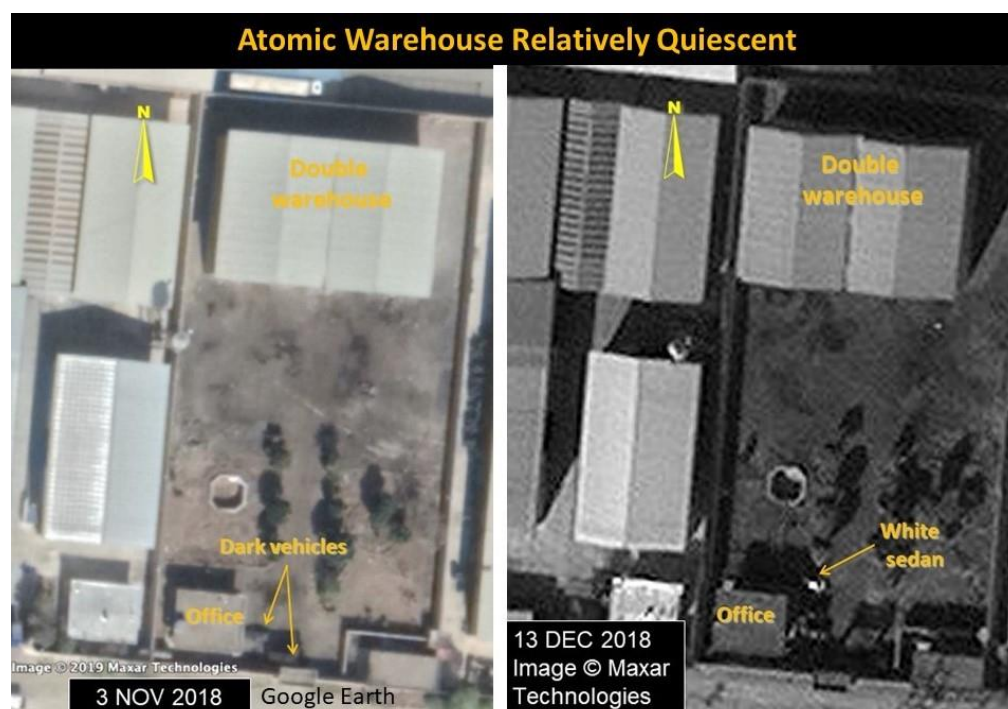 Atomic Warehouse Relatively Quiescent
N
Double
warehouse
Dark vehicles
Office
Image © 2019 Maxar Technologies
3 NOV 2018
Google Earth
N
Double
warehouse
White
sedan
Office
13 DEC 2018
Image © Maxar
Technologies